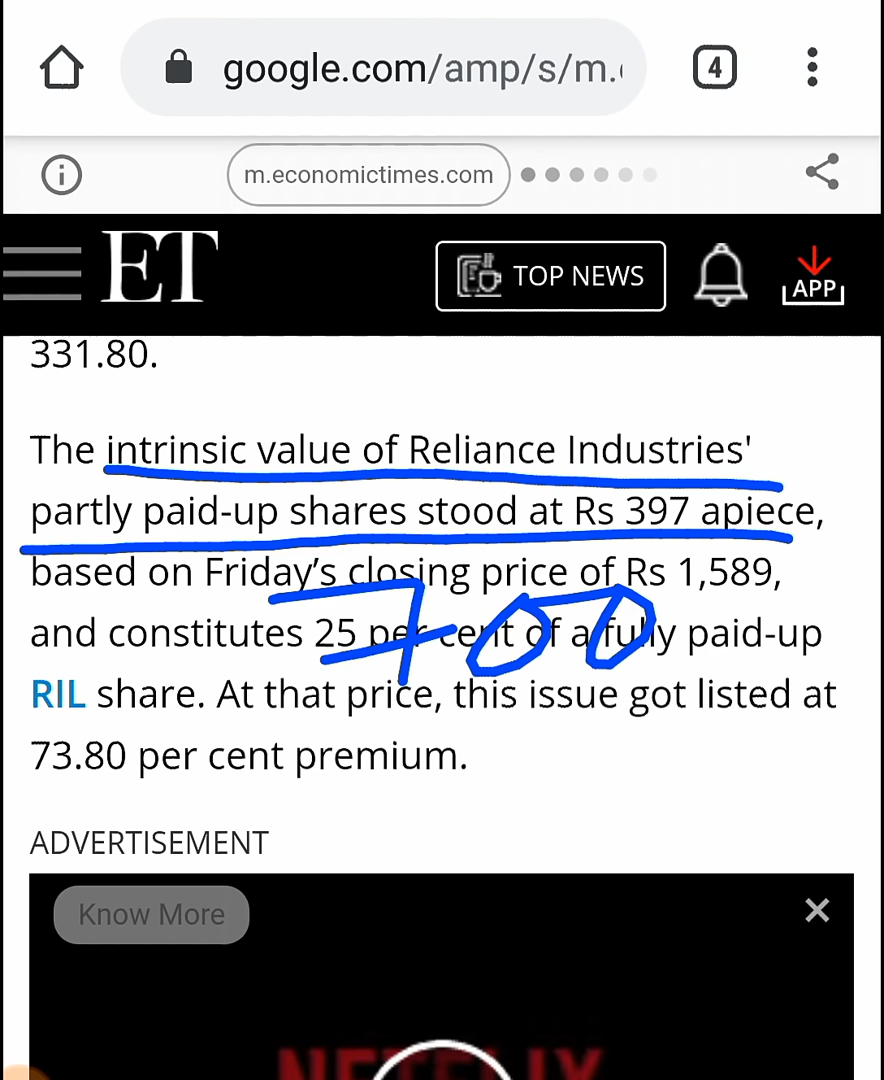 google.com/amp/s/m.
4
m.economictimes.com
ET
TOP NEWS
APP
331.80.
The intrinsic value of Reliance Industries'
partly paid-up shares stood at Rs 397 apiece,
based on Friday’s closing price of Rs 1,589,
and constitutes 25 per cent of a fully paid-up
700
RIL share. At that price, this issue got listed at
73.80 per cent premium.
ADVERTISEMENT
Know More
NETFLIX